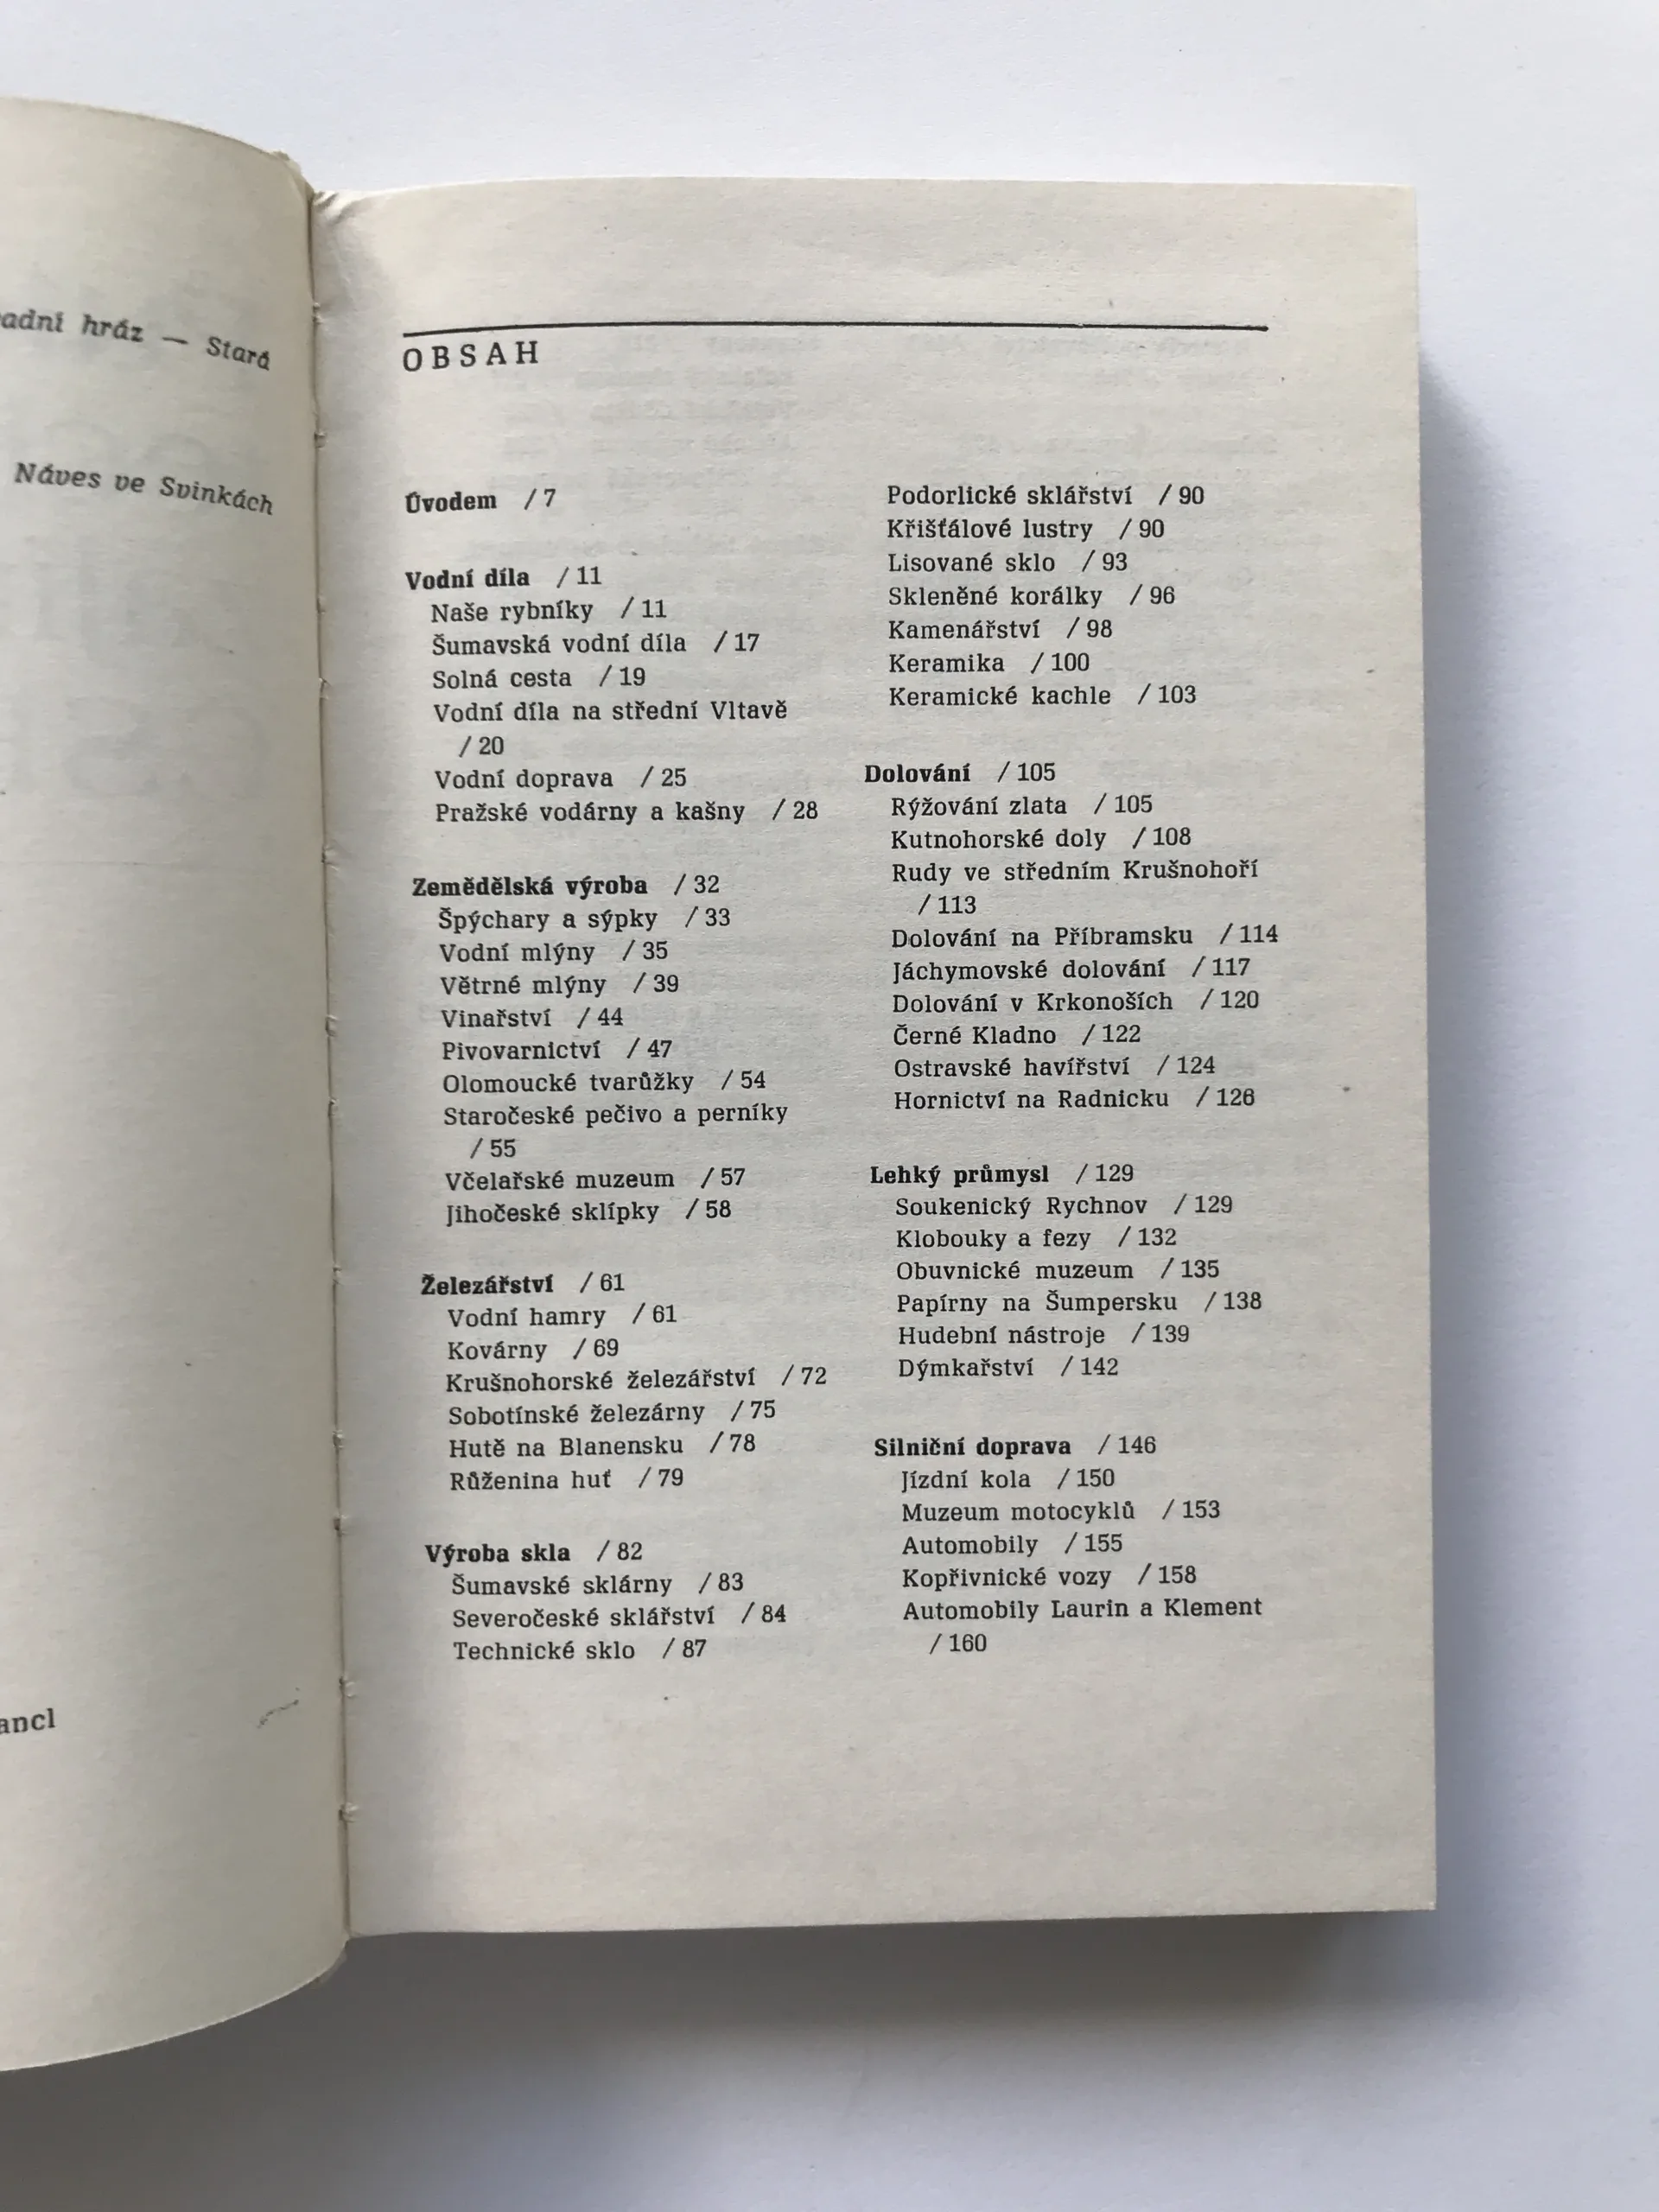 hráz — Stará
Náves ve Svinkách
OBSAH
Úvodem / 7
Vodní díla / 11
Naše rybníky / 11
Šumavská vodní díla / 17
Solná cesta / 19
Vodní díla na střední Vltavě
/ 20
Vodní doprava / 25
Pražské vodárny a kašny / 28
Zemědělská výroba / 32
Špýchary a sýpky / 33
Vodní mlýny / 35
Větrné mlýny / 39
Vinařství / 44
Pivovarnictví / 47
Olomoucké tvarůžky / 54
Staročeské pečivo a perníky
/ 55
Včelařské muzeum / 57
Jihočeské sklípky / 58
Železářství / 61
Vodní hamry / 61
Kovárny / 69
Krušnohorské železářství / 72
Sobotínské železárny / 75
Hutě na Blanensku / 78
Růženina huť / 79
Výroba skla / 82
Šumavské sklárny / 83
Severočeské sklářství / 84
Technické sklo / 87
Podorlické sklářství / 90
Křišťálové lustry / 90
Lisované sklo / 93
Skleněné korálky / 96
Kamenářství / 98
Keramika / 100
Keramické kachle / 103
Dolování / 105
Rýžování zlata / 105
Kutnohorské doly / 108
Rudy ve středním Krušnohoří
/ 113
Dolování na Příbramsku / 114
Jáchymovské dolování / 117
Dolování v Krkonoších / 120
Černé Kladno / 122
Ostravské havířství / 124
Hornictví na Radnicku / 126
Lehký průmysl / 129
Soukenický Rychnov / 129
Klobouky a fezy / 132
Obuvnické muzeum / 135
Papírny na Šumpersku / 138
Hudební nástroje / 139
Dýmkařství / 142
Silniční doprava / 146
Jízdní kola / 150
Muzeum motocyklů / 153
Automobily / 155
Kopřivnické vozy / 158
Automobily Laurin a Klement
/ 160